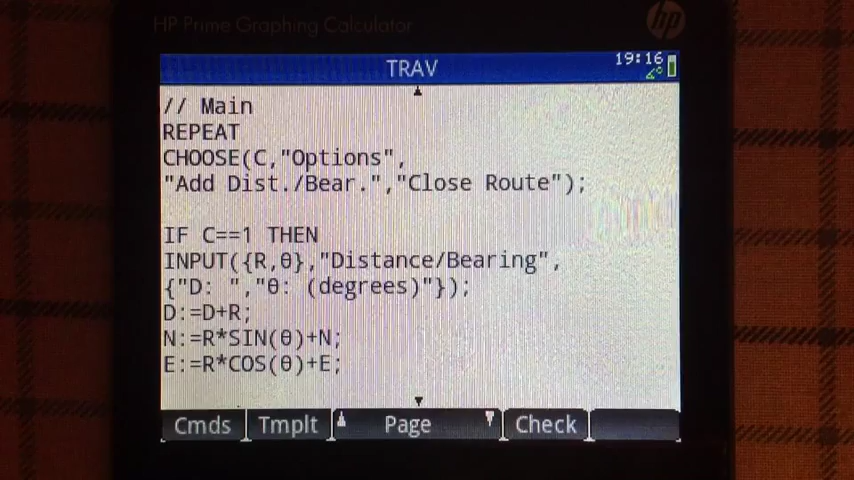 HP Prime Graphing Calculator
hp
TRAV
19:16
// Main
REPEAT
CHOOSE(C,"Options",
"Add Dist./Bear.","Close Route");
IF C==1 THEN
INPUT({R,θ},"Distance/Bearing",
{"D: ","θ: (degrees)"});
D:=D+R;
N:=R*SIN(θ)+N;
E:=R*COS(θ)+E;
Cmds Tmplt Page Check